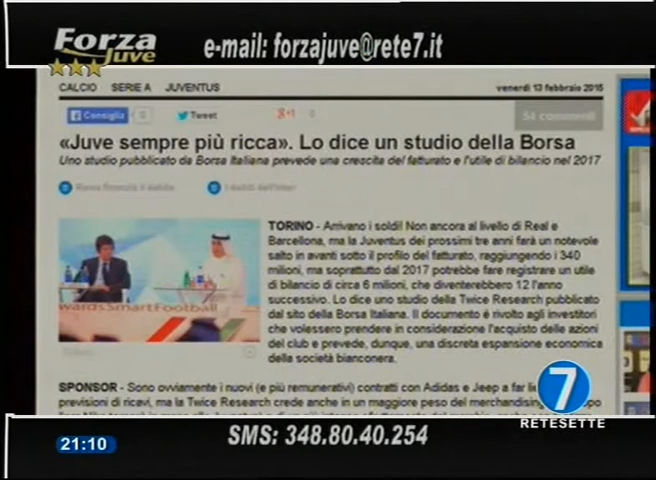 Forza
Juve
e-mail: forzajuve@rete7.it
CALCIO SERIE A JUVENTUS
venerdì 13 febbraio 2015
Consiglia 0 Tweet g+1 0
54 commenti
«Juve sempre più ricca». Lo dice un studio della Borsa
Uno studio pubblicato da Borsa Italiana prevede una crescita del fatturato e l'utile di bilancio nel 2017
TORINO - Arrivano i soldi! Non ancora al livello di Real e
Barcellona, ma la Juventus dei prossimi tre anni farà un notevole
salto in avanti sotto il profilo del fatturato, raggiungendo i 340
milioni, ma soprattutto dal 2017 potrebbe fare registrare un utile
di bilancio di circa 6 milioni, che diventerebbero 12 l'anno
successivo. Lo dice uno studio della Twice Research pubblicato
dal sito della Borsa Italiana. Il documento è rivolto agli investitori
che volessero prendere in considerazione l'acquisto delle azioni
del club e prevede, dunque, una discreta espansione economica
della società bianconera.
wardsSmartFootball
SPONSOR - Sono ovviamente i nuovi (e più remunerativi) contratti con Adidas e Jeep a far
previsioni di ricavi, ma la Twice Research crede anche in un maggiore peso del merchandising
7
RETESETTE
21:10
SMS: 348.80.40.254